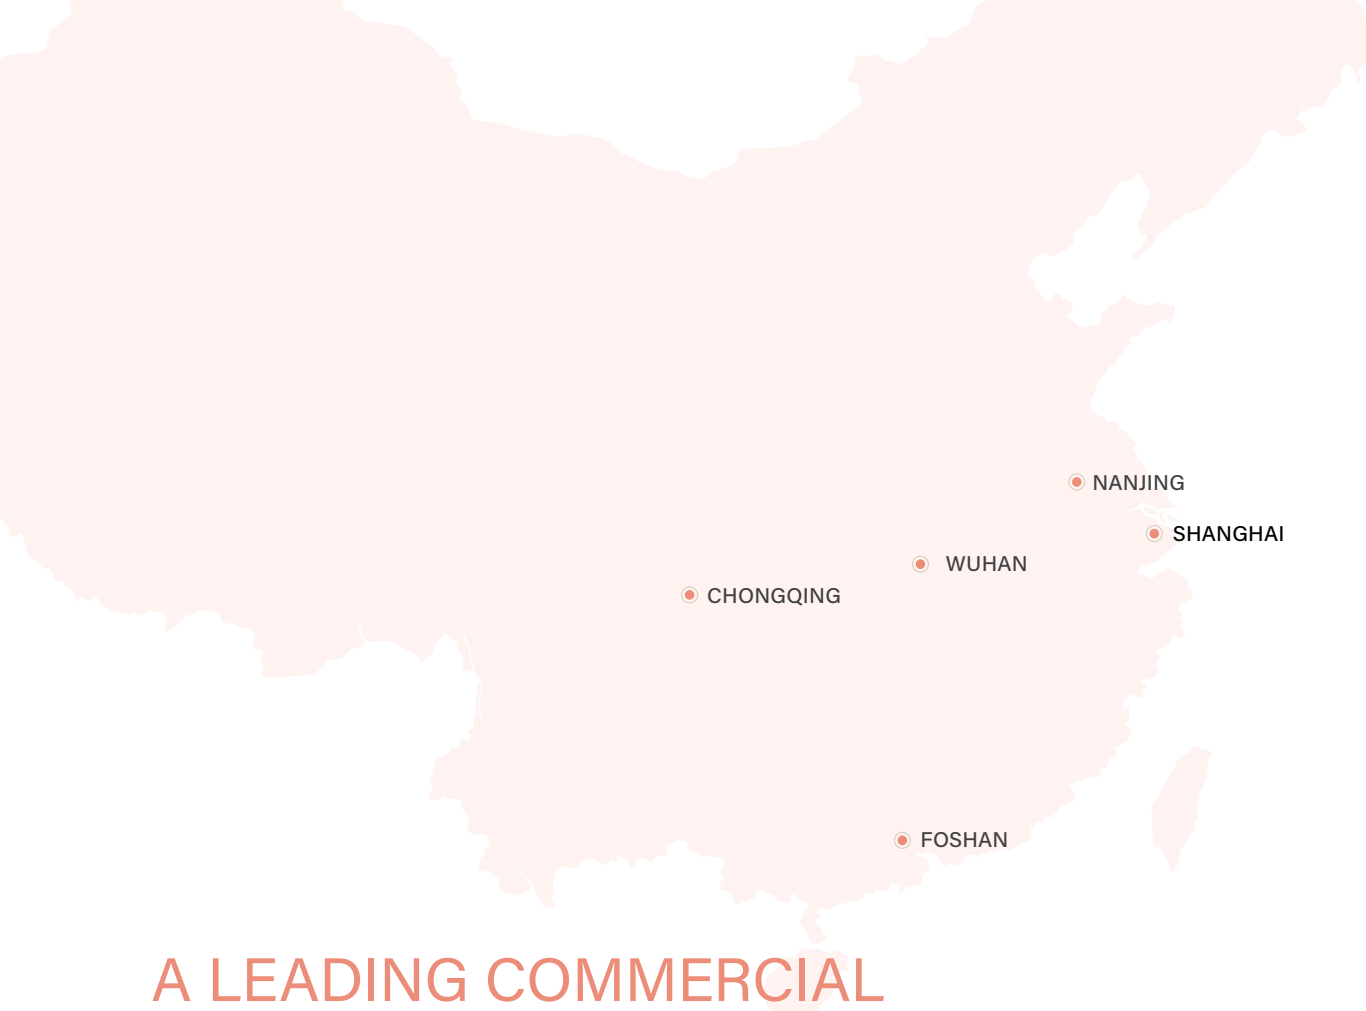 NANJING
SHANGHAI
WUHAN
CHONGQING
FOSHAN
A LEADING COMMERCIAL